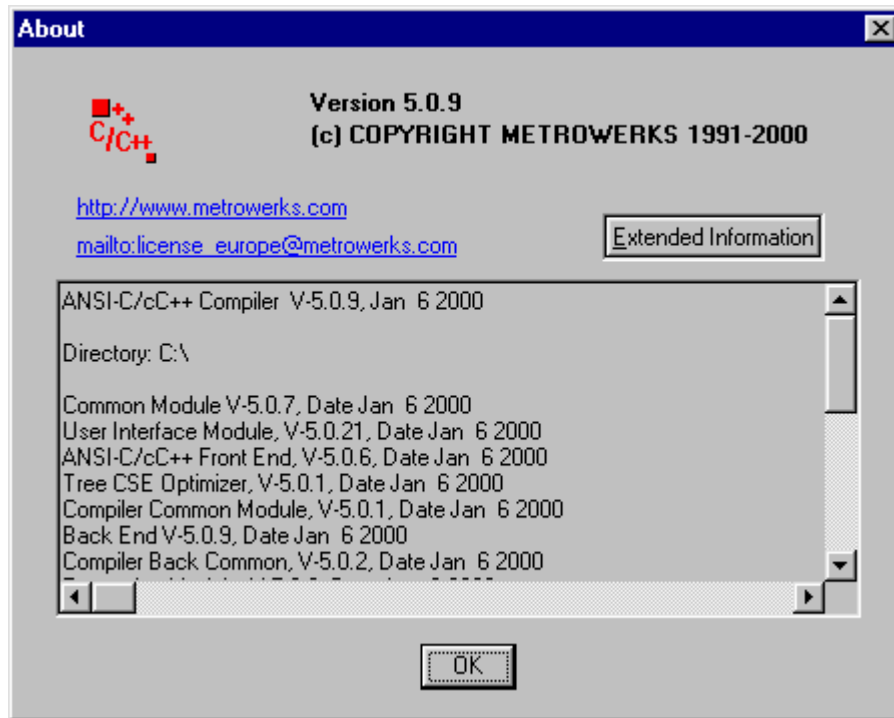 About
C/C++
Version 5.0.9
(c) COPYRIGHT METROWERKS 1991-2000
http://www.metrowerks.com
mailto:license_europe@metrowerks.com
Extended Information
ANSI-C/cC++ Compiler V-5.0.9, Jan 6 2000
Directory: C:\
Common Module V-5.0.7, Date Jan 6 2000
User Interface Module, V-5.0.21, Date Jan 6 2000
ANSI-C/cC++ Front End, V-5.0.6, Date Jan 6 2000
Tree CSE Optimizer, V-5.0.1, Date Jan 6 2000
Compiler Common Module, V-5.0.1, Date Jan 6 2000
Back End V-5.0.9, Date Jan 6 2000
Compiler Back Common, V-5.0.2, Date Jan 6 2000
OK